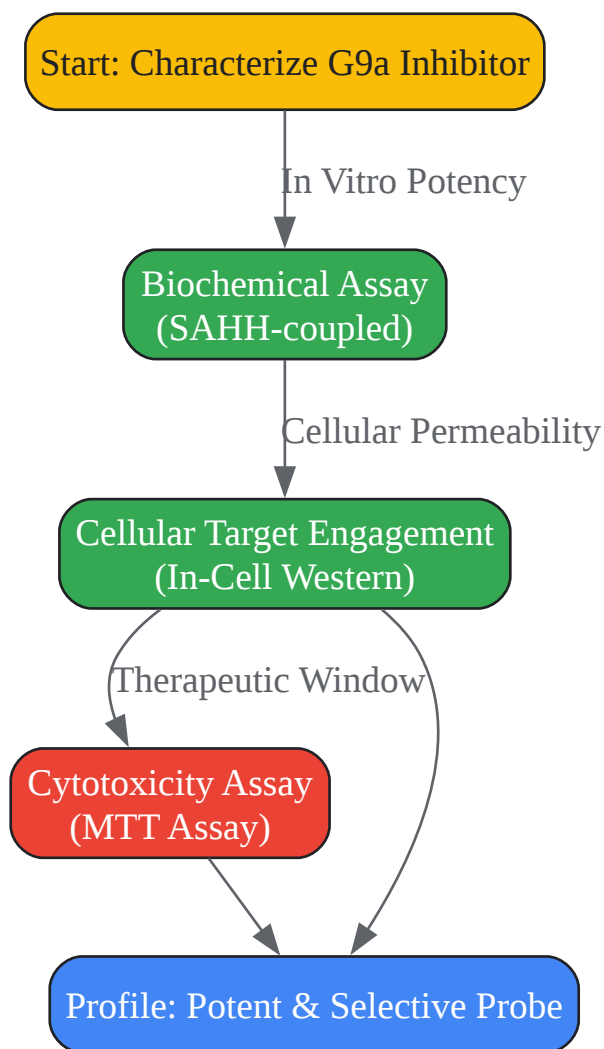 Start: Characterize G9a Inhibitor
In Vitro Potency
Biochemical Assay
(SAHH-coupled)
Cellular Permeability
Cellular Target Engagement
(In-Cell Western)
Therapeutic Window
Cytotoxicity Assay
(MTT Assay)
Profile: Potent & Selective Probe